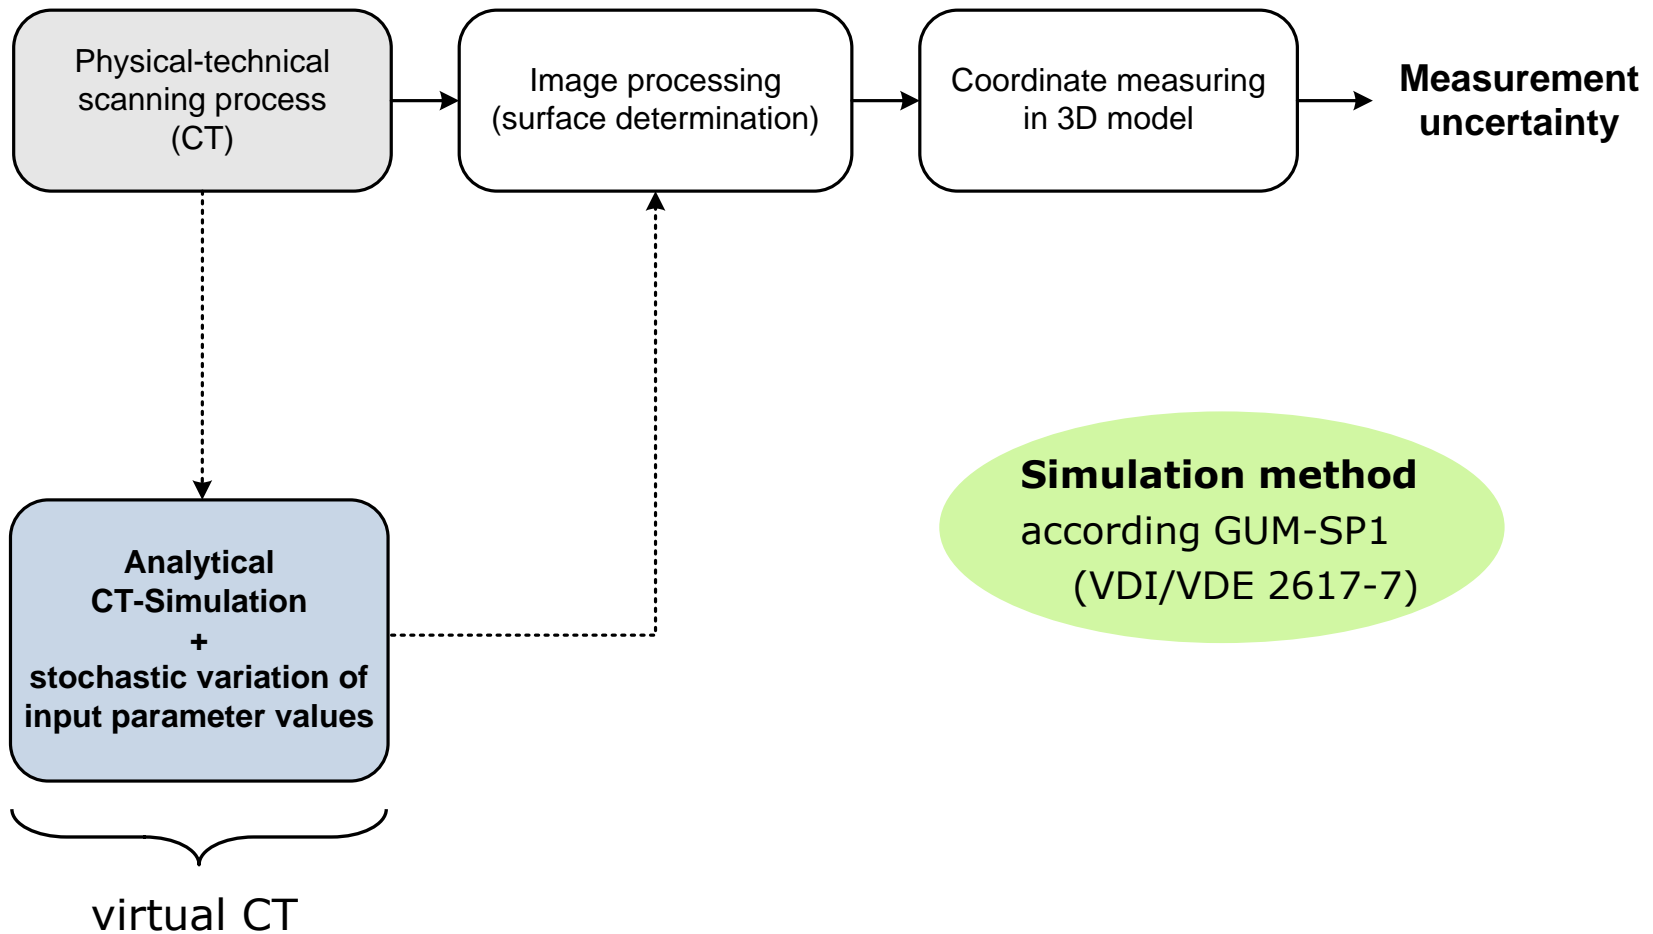 Physical-technical
scanning process
(CT)
Image processing
(surface determination)
Coordinate measuring
in 3D model
Measurement
uncertainty
Simulation method
according GUM-SP1
(VDI/VDE 2617-7)
Analytical
CT-Simulation
+
stochastic variation of
input parameter values
virtual CT